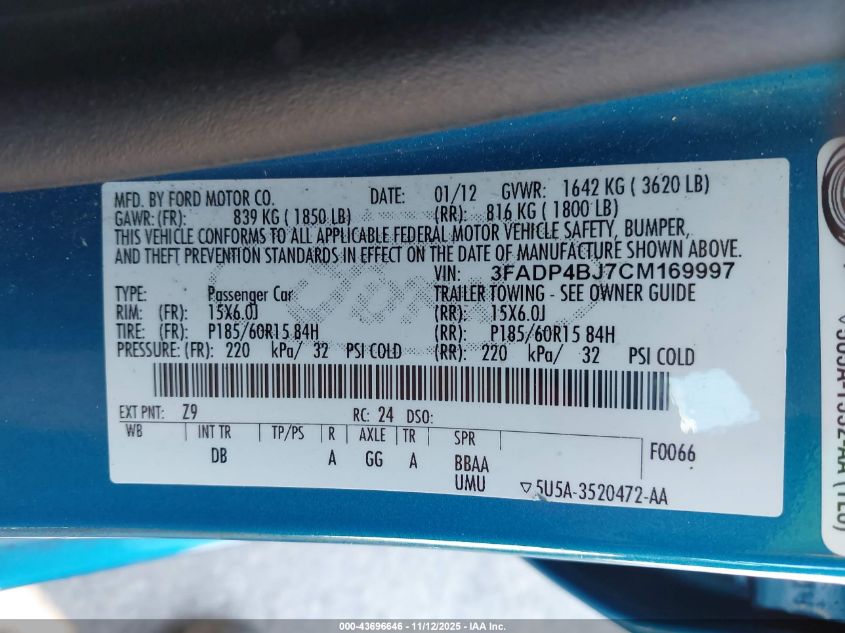 MFD. BY FORD MOTOR CO. DATE: 01/12 GVWR: 1642 KG ( 3620 LB)
GAWR: (FR): 839 KG ( 1850 LB) (RR): 816 KG ( 1800 LB)
THIS VEHICLE CONFORMS TO ALL APPLICABLE FEDERAL MOTOR VEHICLE SAFETY, BUMPER,
AND THEFT PREVENTION STANDARDS IN EFFECT ON THE DATE OF MANUFACTURE SHOWN ABOVE.
VIN: 3FADP4BJ7CM169997
TYPE: Passenger Car TRAILER TOWING - SEE OWNER GUIDE
RIM: (FR): 15X6.0J (RR): 15X6.0J
TIRE: (FR): P185/60R15 84H (RR): P185/60R15 84H
PRESSURE: (FR): 220 kPa/ 32 PSI COLD (RR): 220 kPa/ 32 PSI COLD
EXT PNT: Z9 RC: 24 DSO:
WB INT TR TP/PS R AXLE TR SPR F0066
DB A GG A BBAA
UMU ▽5U5A-3520472-AA
000-43696646 - 11/12/2025 - IAA Inc.